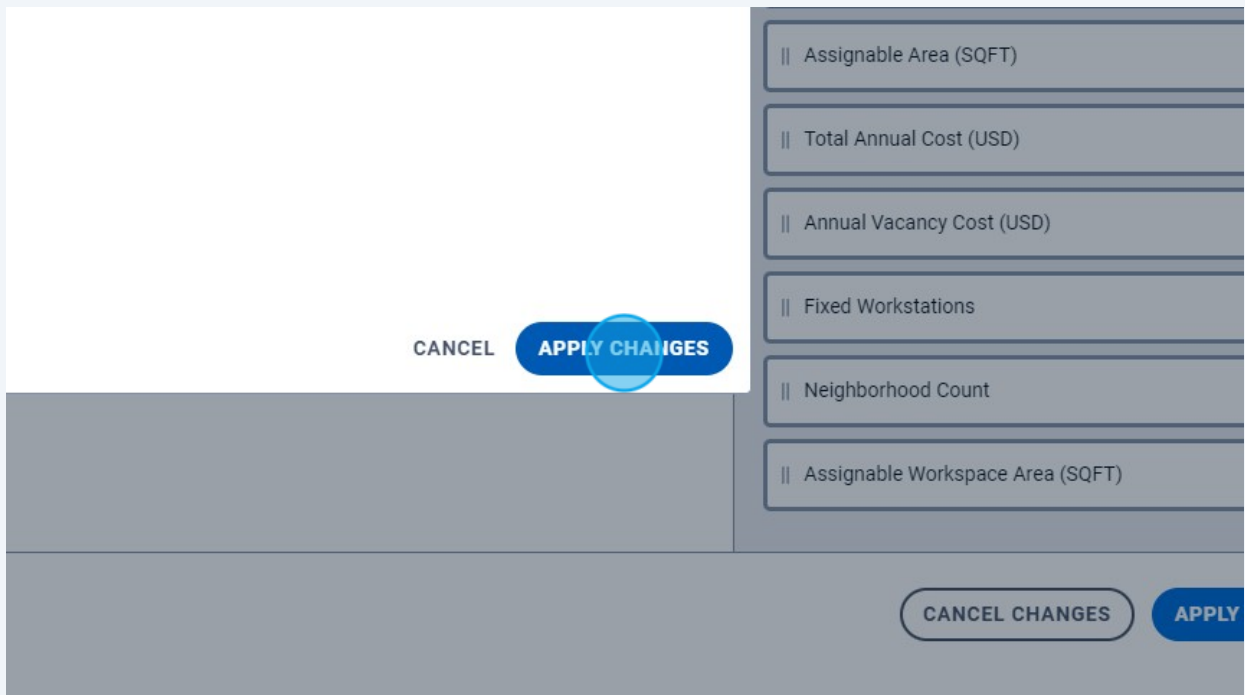 Assignable Area (SQFT)
Total Annual Cost (USD)
Annual Vacancy Cost (USD)
Fixed Workstations
CANCEL
APPLY CHANGES
Neighborhood Count
Assignable Workspace Area (SQFT)
CANCEL CHANGES
APPLY